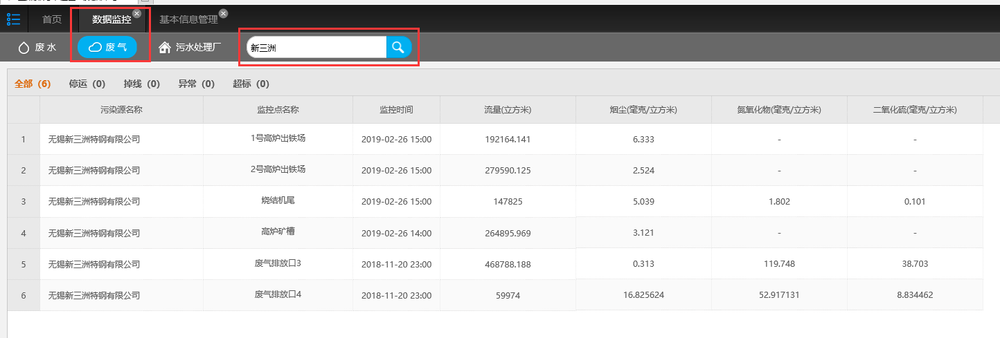 首页 数据监控 基本信息管理
废水 废气 污水处理厂 新三洲
全部（6） 停运（0） 掉线（0） 异常（0） 超标（0）
污染源名称 监控点名称 监控时间 流量(立方米) 烟尘(毫克/立方米) 氮氧化物(毫克/立方米) 二氧化硫(毫克/立方米)
1 无锡新三洲特钢有限公司 1号高炉出铁场 2019-02-26 15:00 192164.141 6.333 - -
2 无锡新三洲特钢有限公司 2号高炉出铁场 2019-02-26 15:00 279590.125 2.524 - -
3 无锡新三洲特钢有限公司 烧结机尾 2019-02-26 15:00 147825 5.039 1.802 0.101
4 无锡新三洲特钢有限公司 高炉矿槽 2019-02-26 14:00 264895.969 3.121 - -
5 无锡新三洲特钢有限公司 废气排放口3 2018-11-20 23:00 468788.188 0.313 119.748 38.703
6 无锡新三洲特钢有限公司 废气排放口4 2018-11-20 23:00 59974 16.825624 52.917131 8.834462